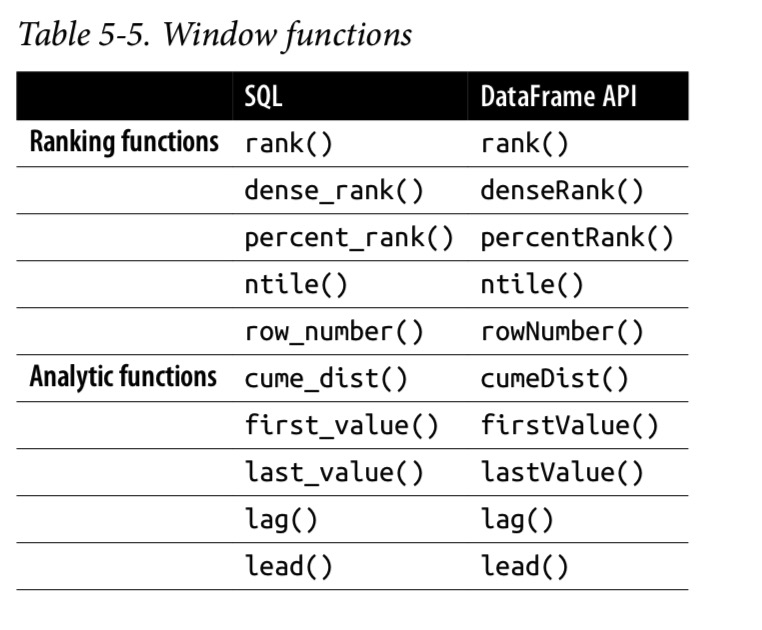 Table 5-5. Window functions
SQL DataFrame API
Ranking functions rank() rank()
dense_rank() denseRank()
percent_rank() percentRank()
ntile() ntile()
row_number() rowNumber()
Analytic functions cume_dist() cumeDist()
first_value() firstValue()
last_value() lastValue()
lag() lag()
lead() lead()